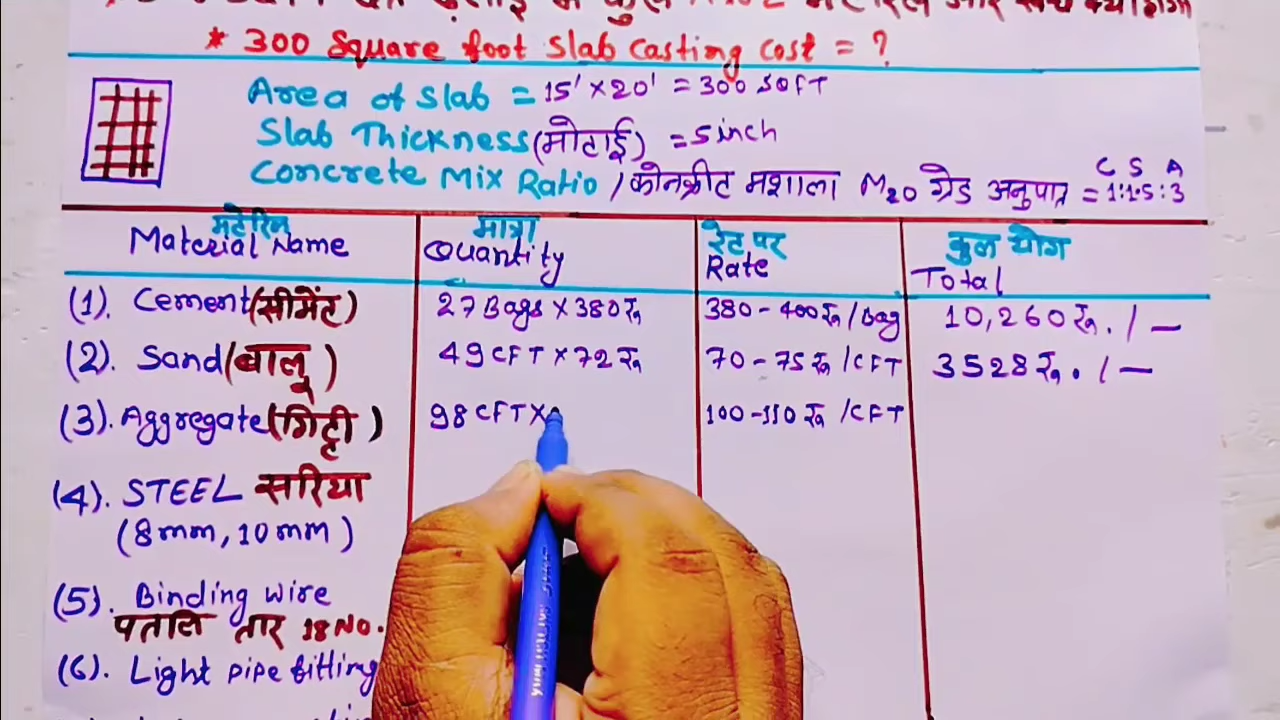 * 300 Square foot Slab Casting Cost = ?
Area of Slab = 15' × 20' = 300 SQFT
Slab Thickness (मोटाई) = 5 inch
Concrete Mix Ratio / कोनक्रीट मशाला M20 ग्रेड अनुपात = 1:1.5:3
C S A
मटेरिल मात्रा रेट पर कुल योग
Material Name Quantity Rate Total
(1). Cement (सीमेंट) 27 Bags × 380 रु 380 - 400 रु / Bag 10,260 रु. / —
(2). Sand (बालू) 49 CFT × 72 रु 70 - 75 रु / CFT 3528 रु. / —
(3). Aggregate (गिट्टी) 98 CFT × 100 - 110 रु / CFT
(4). STEEL सरिया
(8mm, 10mm)
(5). Binding wire
पतलि तार 18 No.
(6). Light pipe fitting